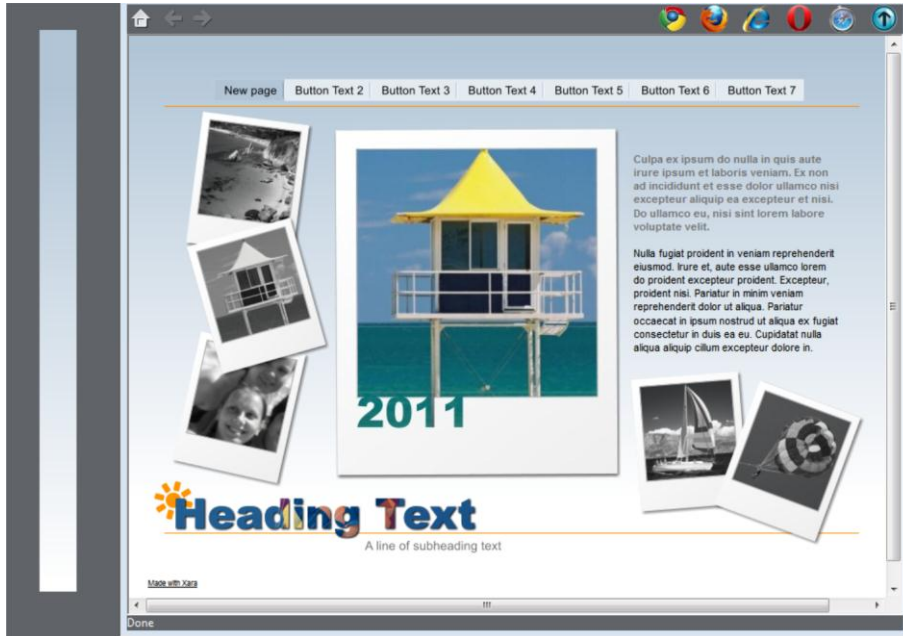 New page Button Text 2 Button Text 3 Button Text 4 Button Text 5 Button Text 6 Button Text 7
Culpa ex ipsum do nulla in quis aute
irure ipsum et laboris veniam. Ex non
ad incididunt et esse dolor ullamco nisi
excepteur aliquip ea excepteur et nisi.
Do ullamco eu, nisi sint lorem labore
voluptate velit.
Nulla fugiat proident in veniam reprehenderit
eiusmod. Irure et, aute esse ullamco lorem
do proident excepteur proident. Excepteur,
proident nisi. Pariatur in minim veniam
reprehenderit dolor ut aliqua. Pariatur
occaecat in ipsum nostrud ut aliqua ex fugiat
consectetur in duis ea eu. Cupidatat nulla
aliqua aliquip cillum excepteur dolore in.
2011
Heading Text
A line of subheading text
Made with Xara
Done